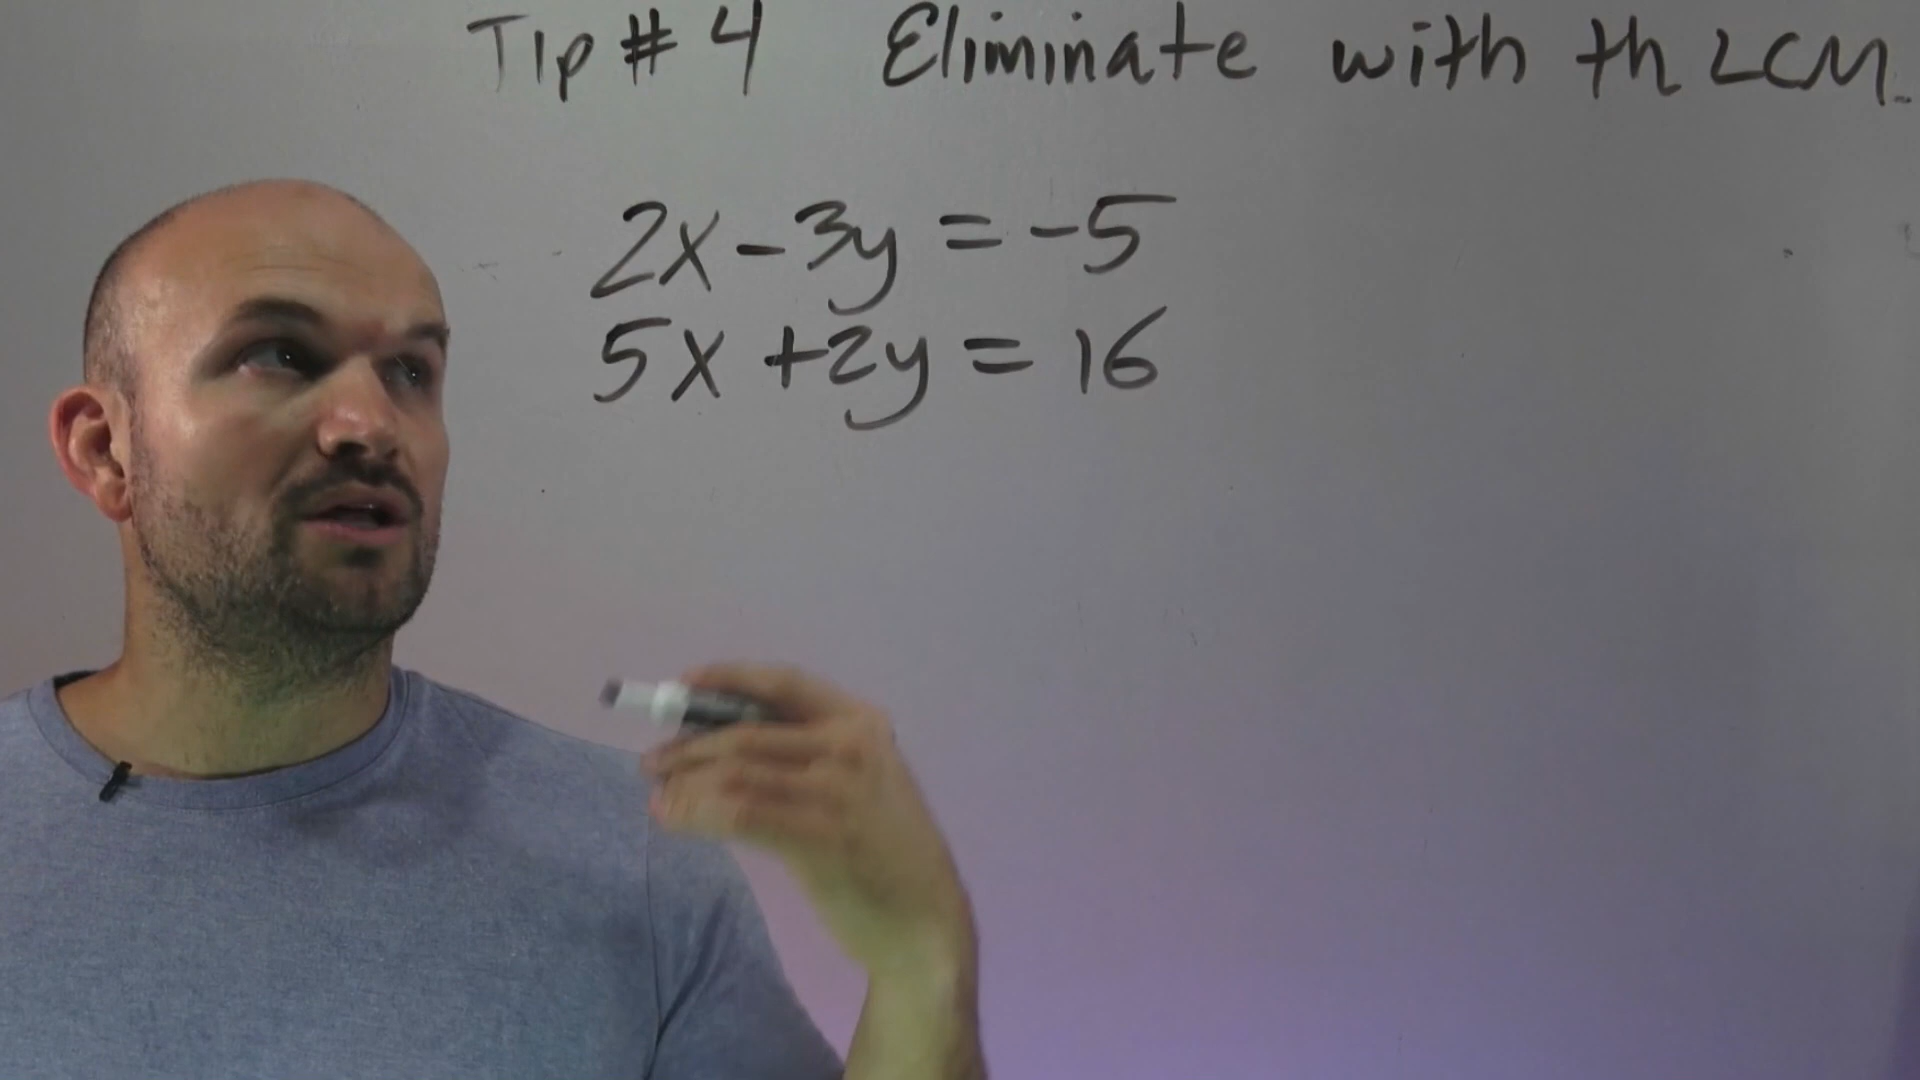 Tip # 4 Eliminate with th LCM.
2x - 3y = -5
5x + 2y = 16